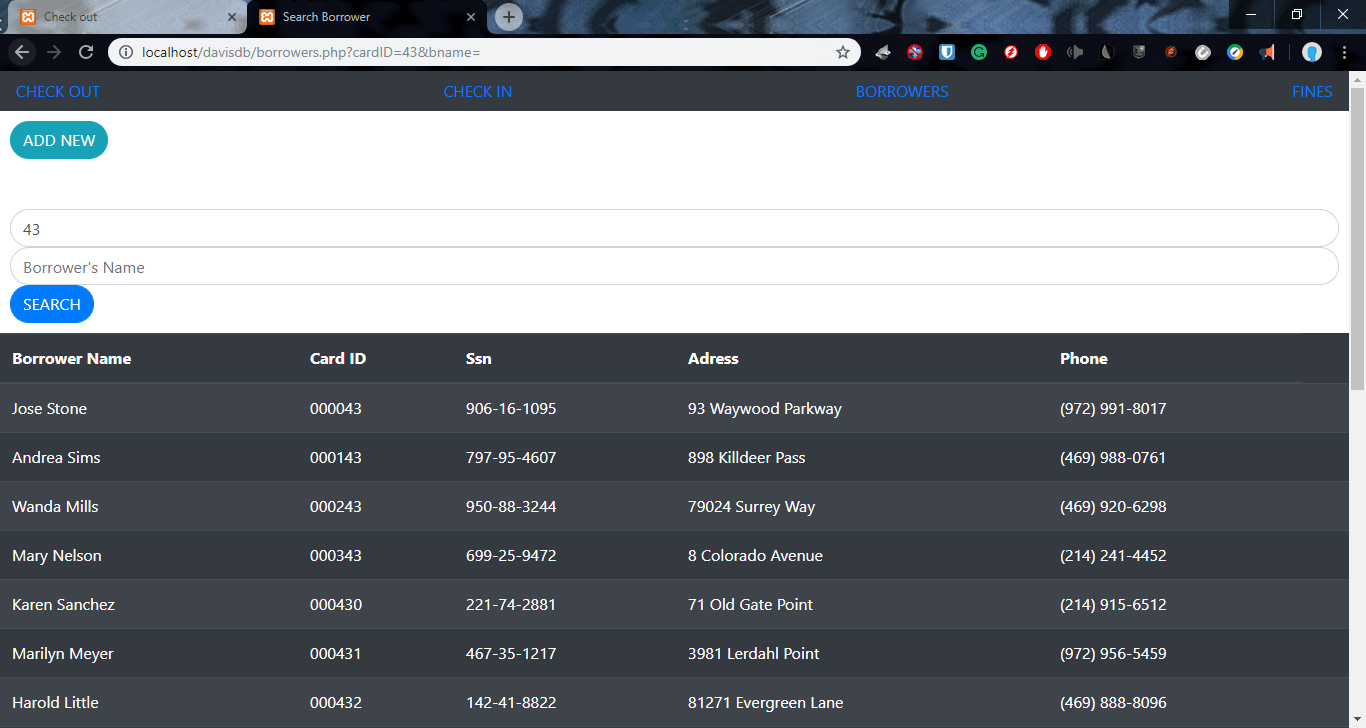 Check out
Search Borrower
localhost/davisdb/borrowers.php?cardID=43&bname=
CHECK OUT CHECK IN BORROWERS FINES
ADD NEW
43
Borrower's Name
SEARCH
Borrower Name Card ID Ssn Adress Phone
Jose Stone 000043 906-16-1095 93 Waywood Parkway (972) 991-8017
Andrea Sims 000143 797-95-4607 898 Killdeer Pass (469) 988-0761
Wanda Mills 000243 950-88-3244 79024 Surrey Way (469) 920-6298
Mary Nelson 000343 699-25-9472 8 Colorado Avenue (214) 241-4452
Karen Sanchez 000430 221-74-2881 71 Old Gate Point (214) 915-6512
Marilyn Meyer 000431 467-35-1217 3981 Lerdahl Point (972) 956-5459
Harold Little 000432 142-41-8822 81271 Evergreen Lane (469) 888-8096